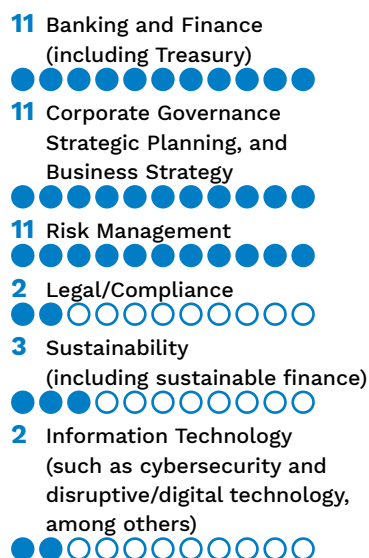 11 Banking and Finance
(including Treasury)
11 Corporate Governance
Strategic Planning, and
Business Strategy
11 Risk Management
2 Legal/Compliance
3 Sustainability
(including sustainable finance)
2 Information Technology
(such as cybersecurity and
disruptive/digital technology,
among others)